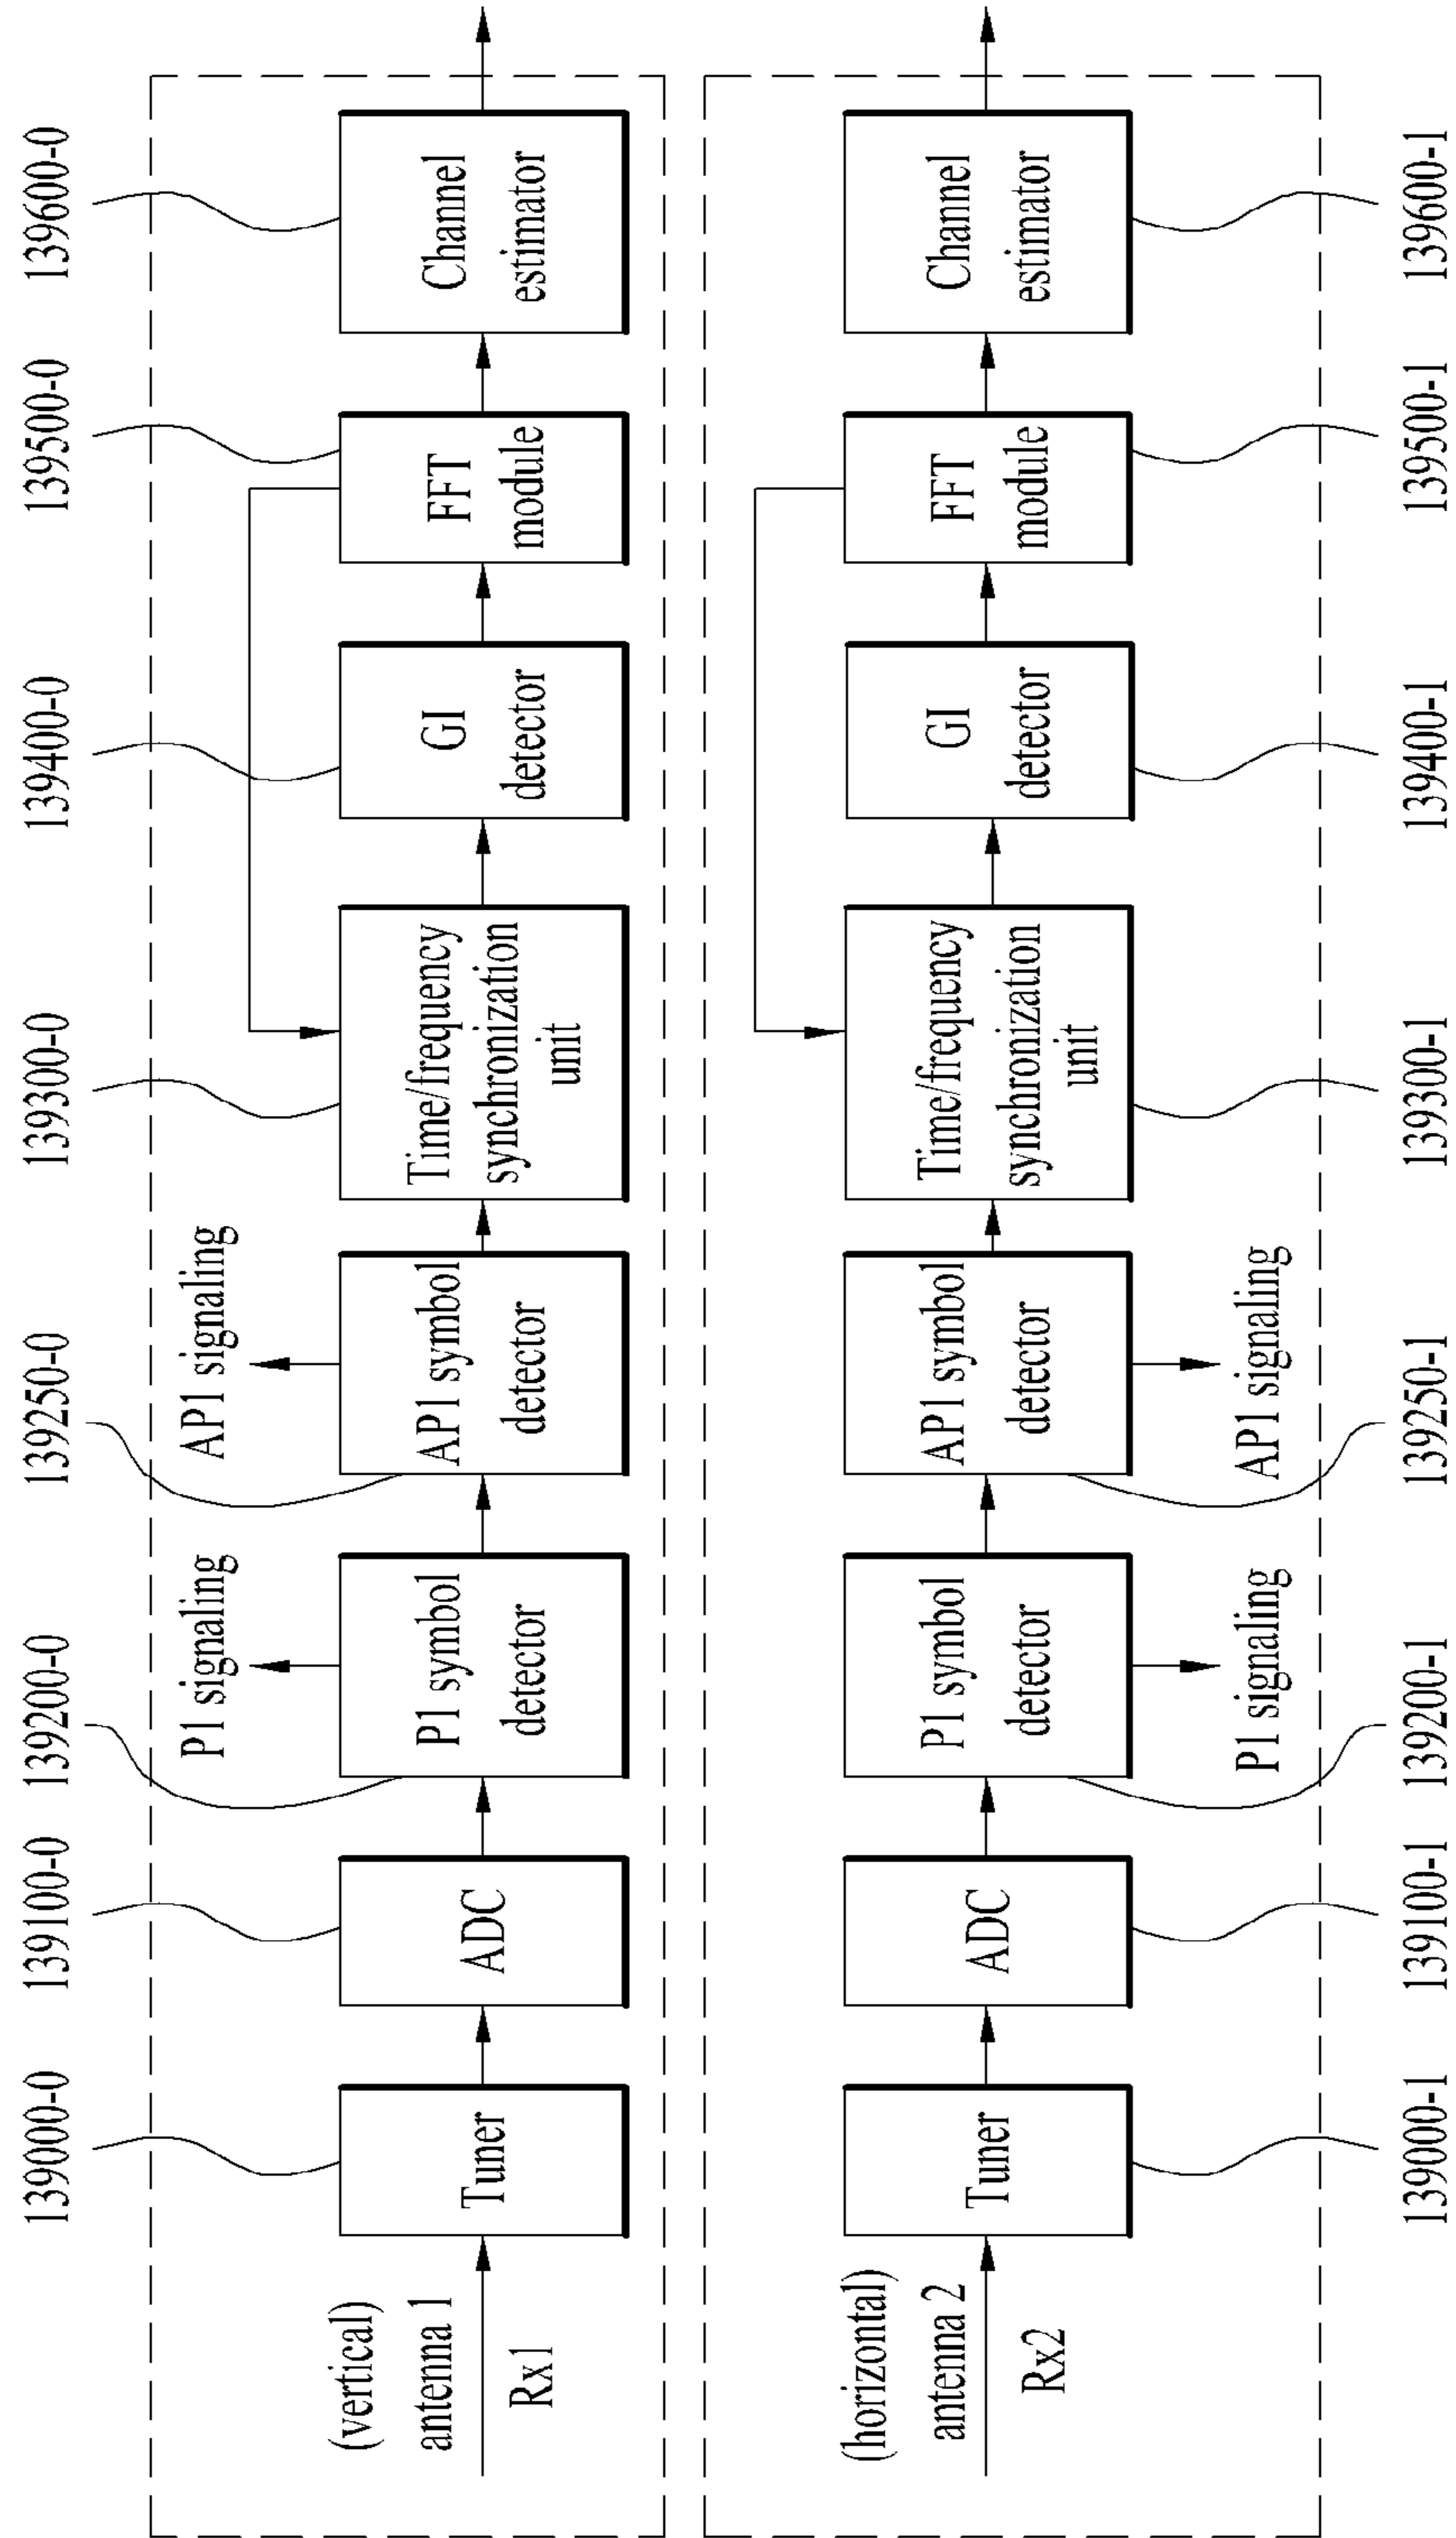 139000-0
139100-0
139200-0
139250-0
139300-0
139400-0
139500-0
139600-0
P1 signaling
AP1 signaling
(vertical)
antenna 1
Rx1
Tuner
ADC
P1 symbol
detector
AP1 symbol
detector
Time/frequency
synchronization
unit
GI
detector
FFT
module
Channel
estimator
(horizontal)
antenna 2
Rx2
Tuner
ADC
P1 symbol
detector
AP1 symbol
detector
Time/frequency
synchronization
unit
GI
detector
FFT
module
Channel
estimator
P1 signaling
AP1 signaling
139000-1
139100-1
139200-1
139250-1
139300-1
139400-1
139500-1
139600-1